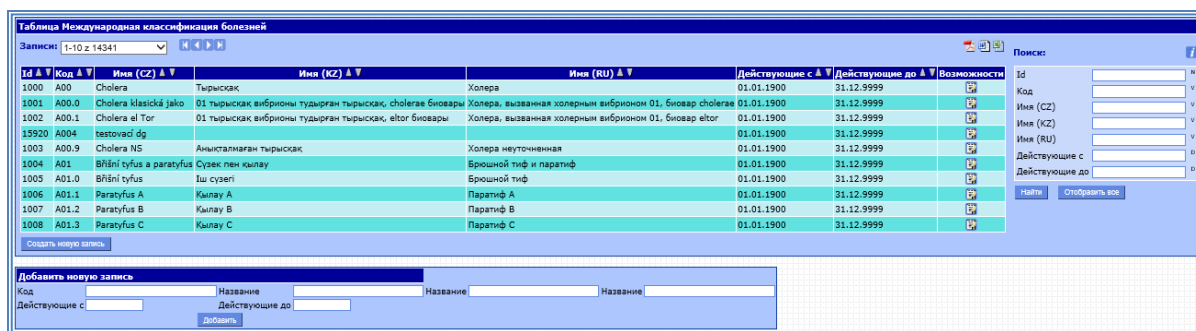 Таблица Международная классификация болезней
Записи: 1-10 z 14341
Поиск:
Id Код Имя (CZ) Имя (KZ) Имя (RU) Действующие с Действующие до Возможности
1000 A00 Cholera Тырысқақ Холера 01.01.1900 31.12.9999
1001 A00.0 Cholera klasická jako 01 тырысқақ вибрионы тудырған тырысқақ, cholerae биовары Холера, вызванная холерным вибрионом 01, биовар cholerae 01.01.1900 31.12.9999
1002 A00.1 Cholera el Tor 01 тырысқақ вибрионы тудырған тырысқақ, eltor биовары Холера, вызванная холерным вибрионом 01, биовар eltor 01.01.1900 31.12.9999
15920 A004 testovací dg 01.01.1900 31.12.9999
1003 A00.9 Cholera NS Анықталмаған тырысқақ Холера неуточненная 01.01.1900 31.12.9999
1004 A01 Břišní tyfus a paratyfus Сүзек пен қылау Брюшной тиф и паратиф 01.01.1900 31.12.9999
1005 A01.0 Břišní tyfus Іш сүзегі Брюшной тиф 01.01.1900 31.12.9999
1006 A01.1 Paratyfus A Қылау A Паратиф A 01.01.1900 31.12.9999
1007 A01.2 Paratyfus B Қылау B Паратиф B 01.01.1900 31.12.9999
1008 A01.3 Paratyfus C Қылау C Паратиф C 01.01.1900 31.12.9999
Создать новую запись
Id
Код
Имя (CZ)
Имя (KZ)
Имя (RU)
Действующие с
Действующие до
Найти Отобразить все
Добавить новую запись
Код Название Название Название
Действующие с Действующие до
Добавить